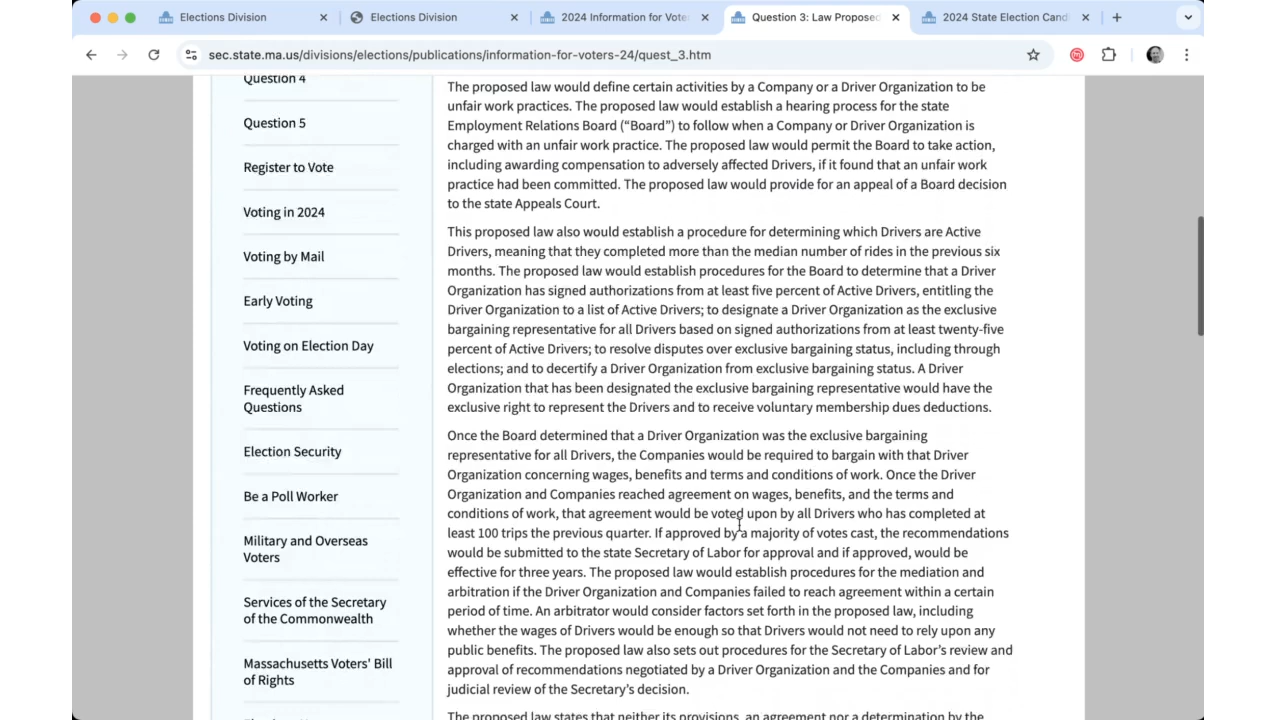 Elections Division
Elections Division
2024 Information for Vote
Question 3: Law Proposed
2024 State Election Cand
sec.state.ma.us/divisions/elections/publications/information-for-voters-24/quest_3.htm
Question 4
Question 5
Register to Vote
Voting in 2024
Voting by Mail
Early Voting
Voting on Election Day
Frequently Asked
Questions
Election Security
Be a Poll Worker
Military and Overseas
Voters
Services of the Secretary
of the Commonwealth
Massachusetts Voters' Bill
of Rights
The proposed law would define certain activities by a Company or a Driver Organization to be
unfair work practices. The proposed law would establish a hearing process for the state
Employment Relations Board (“Board”) to follow when a Company or Driver Organization is
charged with an unfair work practice. The proposed law would permit the Board to take action,
including awarding compensation to adversely affected Drivers, if it found that an unfair work
practice had been committed. The proposed law would provide for an appeal of a Board decision
to the state Appeals Court.
This proposed law also would establish a procedure for determining which Drivers are Active
Drivers, meaning that they completed more than the median number of rides in the previous six
months. The proposed law would establish procedures for the Board to determine that a Driver
Organization has signed authorizations from at least five percent of Active Drivers, entitling the
Driver Organization to a list of Active Drivers; to designate a Driver Organization as the exclusive
bargaining representative for all Drivers based on signed authorizations from at least twenty-five
percent of Active Drivers; to resolve disputes over exclusive bargaining status, including through
elections; and to decertify a Driver Organization from exclusive bargaining status. A Driver
Organization that has been designated the exclusive bargaining representative would have the
exclusive right to represent the Drivers and to receive voluntary membership dues deductions.
Once the Board determined that a Driver Organization was the exclusive bargaining
representative for all Drivers, the Companies would be required to bargain with that Driver
Organization concerning wages, benefits and terms and conditions of work. Once the Driver
Organization and Companies reached agreement on wages, benefits, and the terms and
conditions of work, that agreement would be voted upon by all Drivers who has completed at
least 100 trips the previous quarter. If approved by a majority of votes cast, the recommendations
would be submitted to the state Secretary of Labor for approval and if approved, would be
effective for three years. The proposed law would establish procedures for the mediation and
arbitration if the Driver Organization and Companies failed to reach agreement within a certain
period of time. An arbitrator would consider factors set forth in the proposed law, including
whether the wages of Drivers would be enough so that Drivers would not need to rely upon any
public benefits. The proposed law also sets out procedures for the Secretary of Labor’s review and
approval of recommendations negotiated by a Driver Organization and the Companies and for
judicial review of the Secretary’s decision.
The proposed law states that neither its provisions, an agreement nor a determination by the